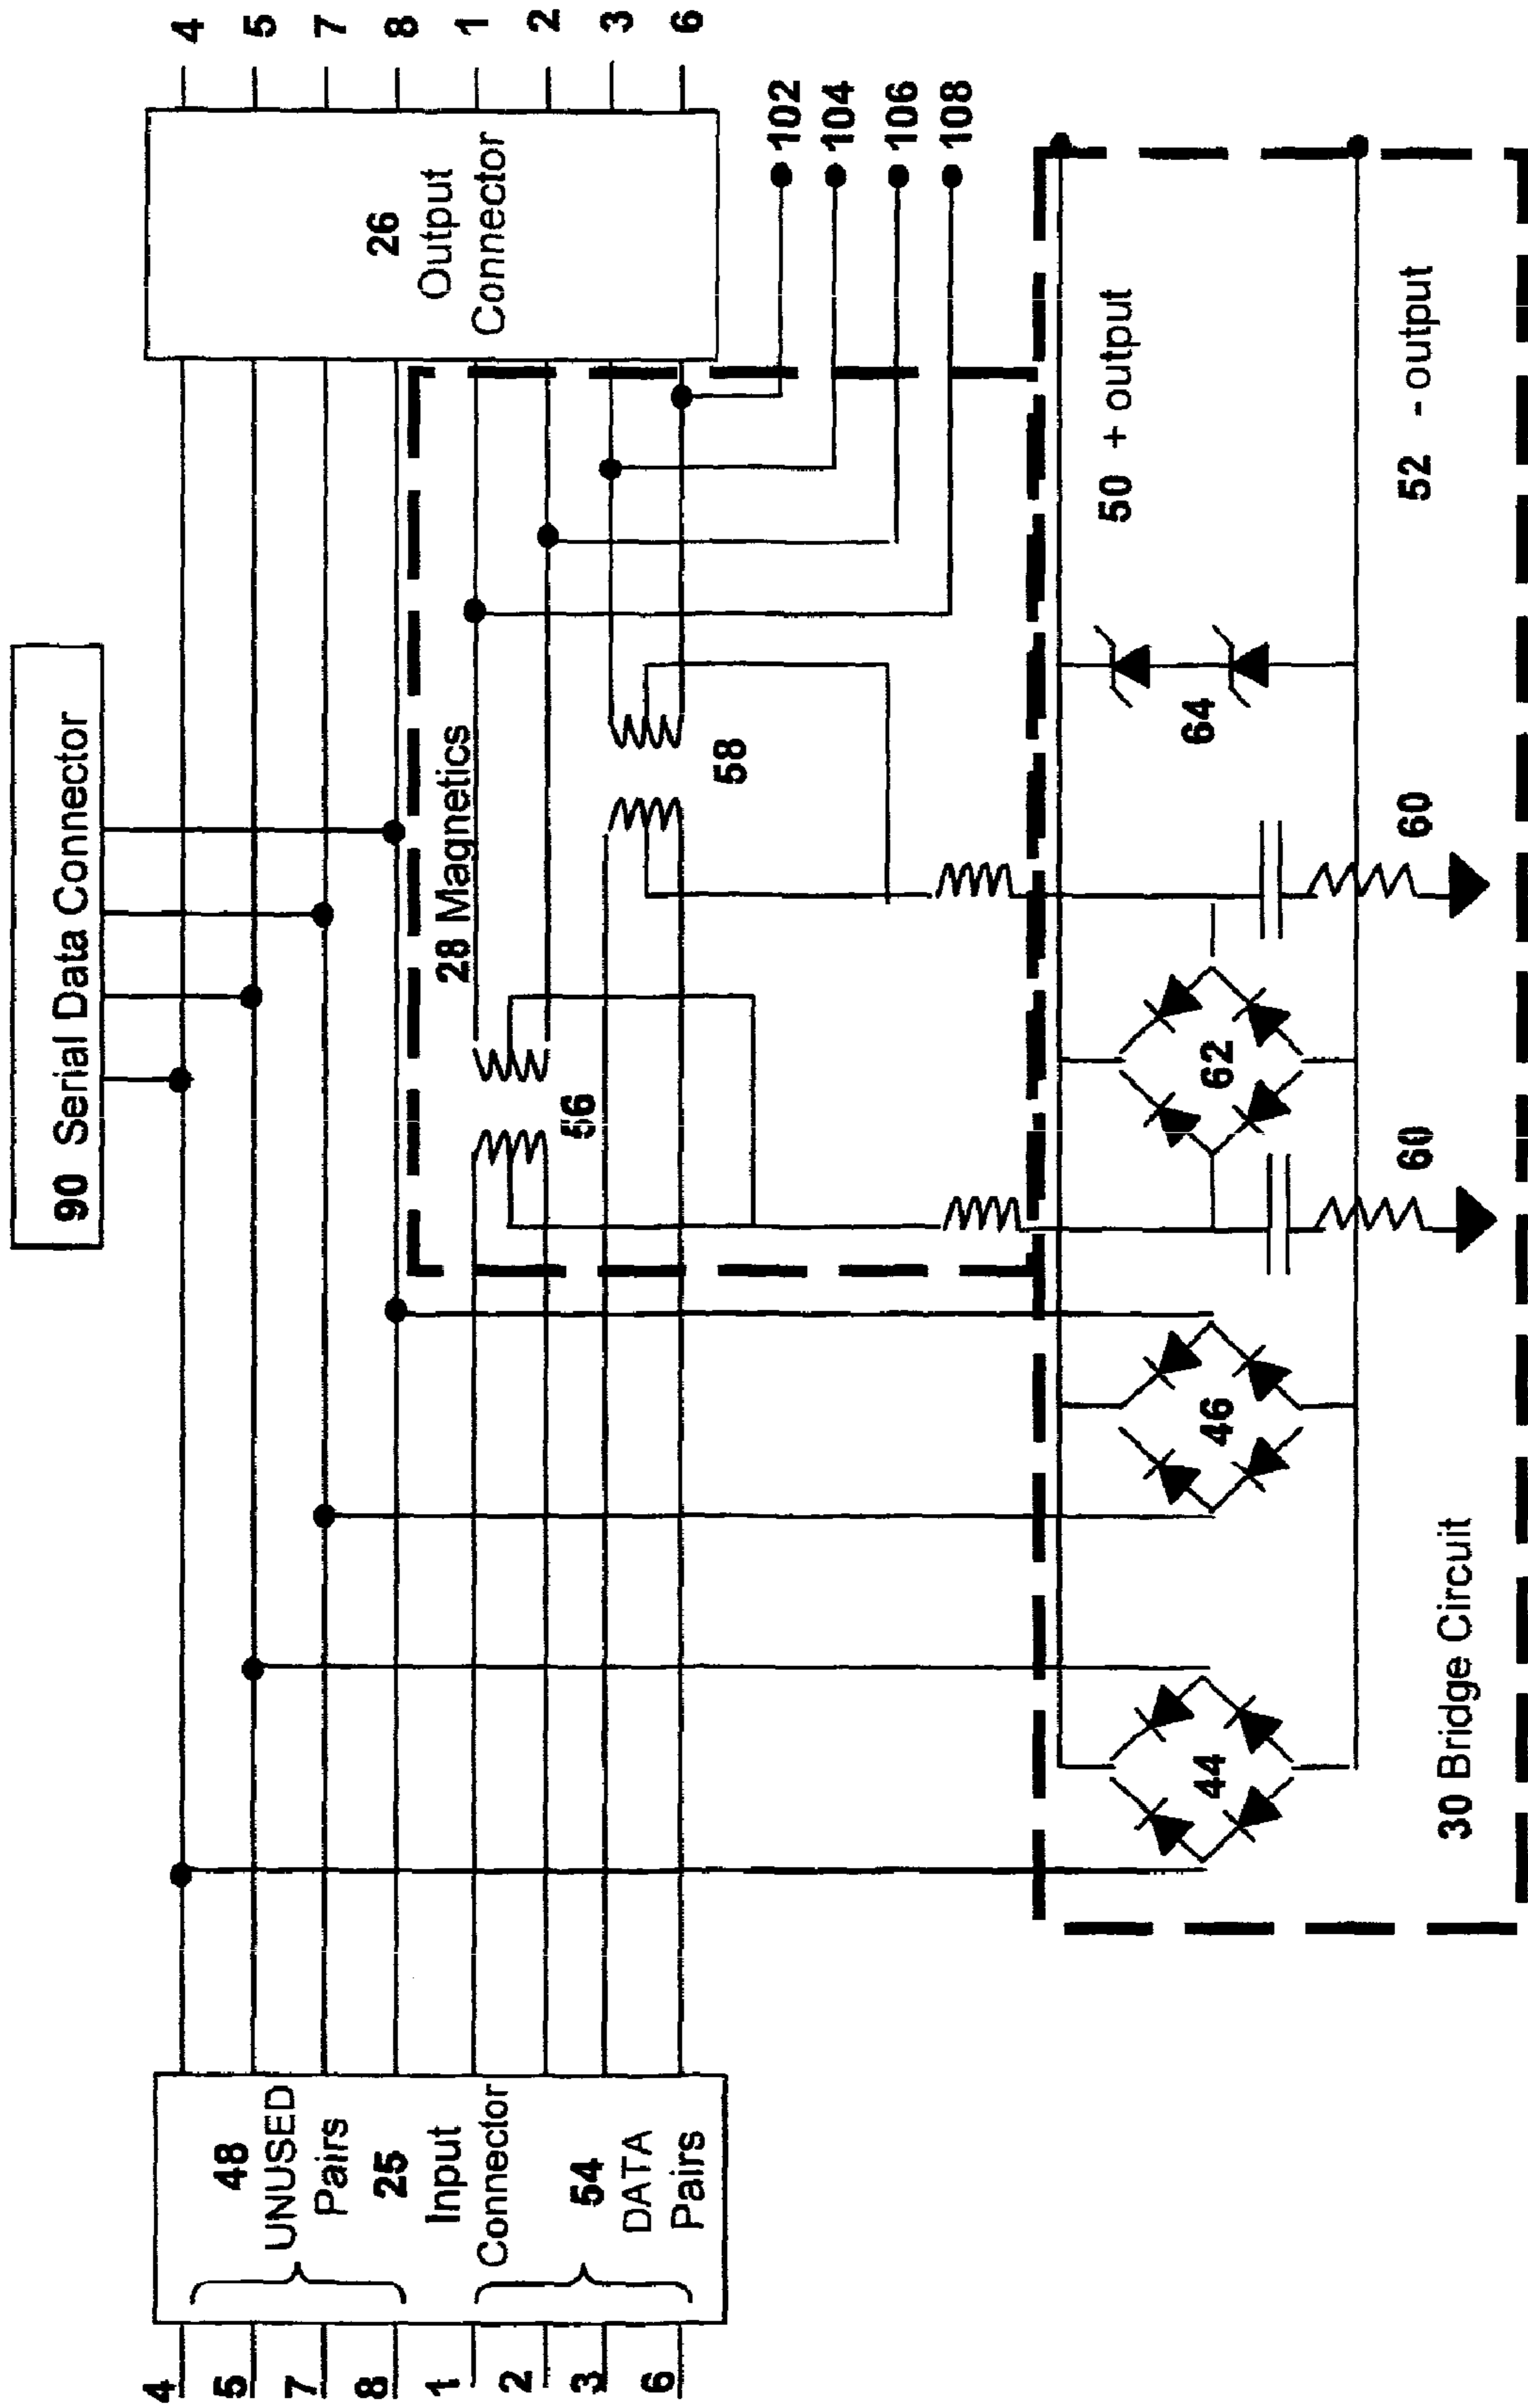 90 Serial Data Connector
4
5
7
8
1
2
3
6
48
UNUSED
Pairs
25
Input
Connector
54
DATA
Pairs
26
Output
Connector
4
5
7
8
1
2
3
6
28 Magnetics
56
58
102
104
106
108
50 + output
44
46
62
64
30 Bridge Circuit
60
60
52 - output